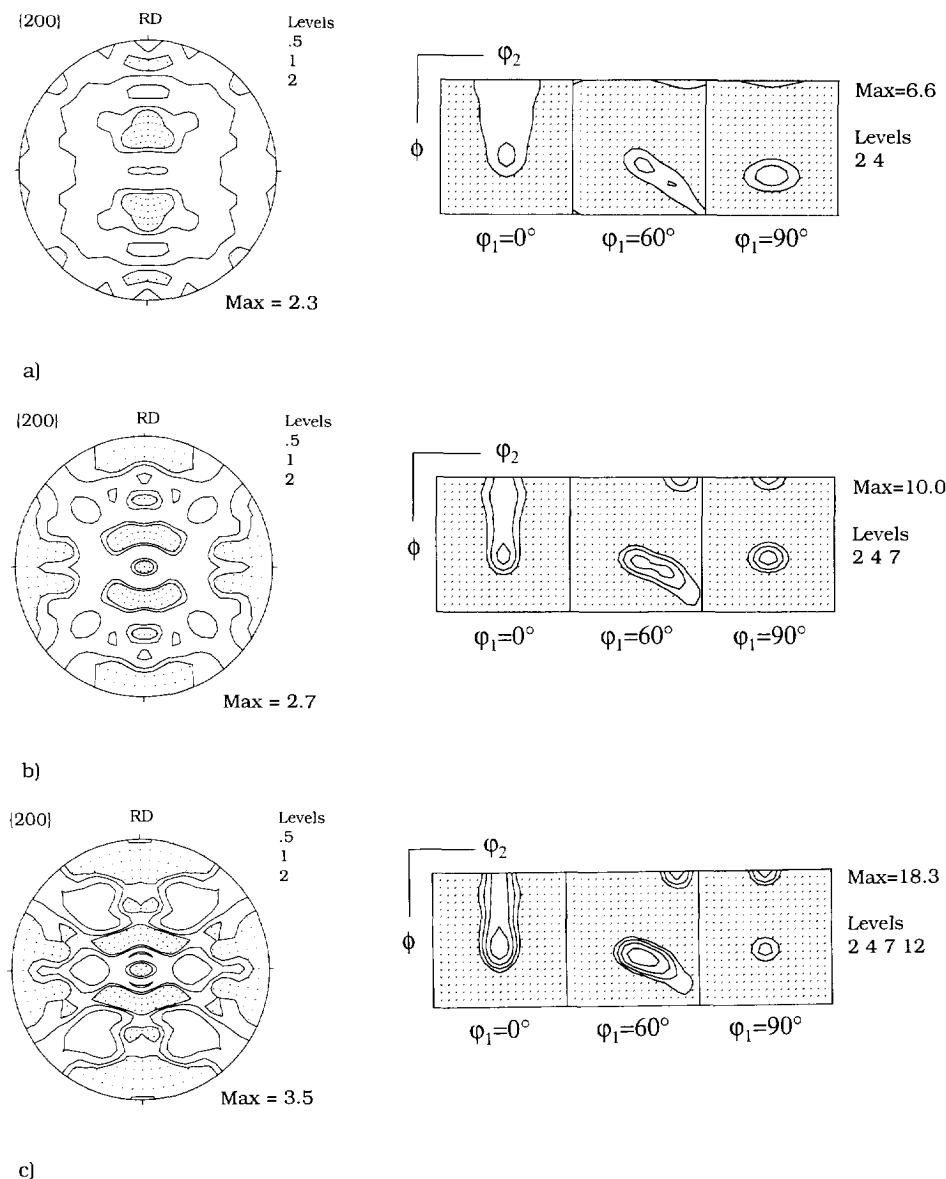 {200}
RD
Levels
.5
1
2
Max = 2.3
φ2
ϕ
Max=6.6
Levels
2 4
φ1=0°
φ1=60°
φ1=90°
a)
{200}
RD
Levels
.5
1
2
Max = 2.7
φ2
ϕ
Max=10.0
Levels
2 4 7
φ1=0°
φ1=60°
φ1=90°
b)
{200}
RD
Levels
.5
1
2
Max = 3.5
φ2
ϕ
Max=18.3
Levels
2 4 7 12
φ1=0°
φ1=60°
φ1=90°
c)